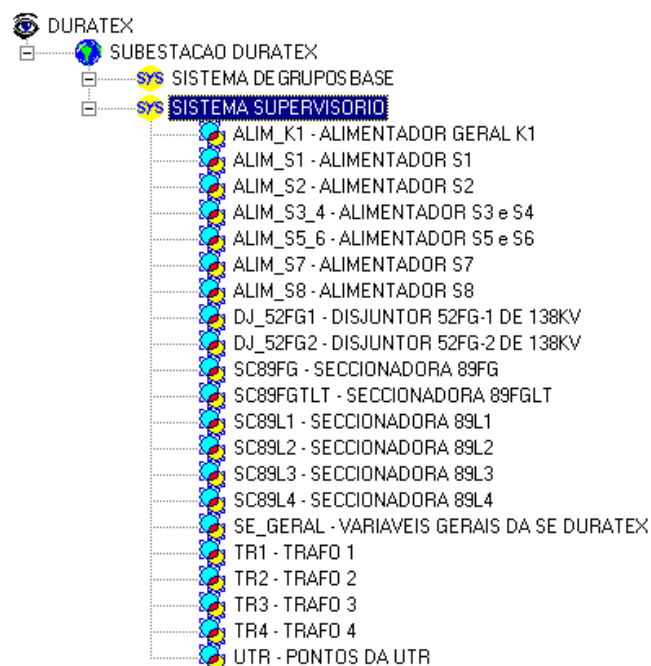 DURATEX
SUBESTACAO DURATEX
SYS SISTEMA DE GRUPOS BASE
SYS SISTEMA SUPERVISORIO
ALIM_K1 - ALIMENTADOR GERAL K1
ALIM_S1 - ALIMENTADOR S1
ALIM_S2 - ALIMENTADOR S2
ALIM_S3_4 - ALIMENTADOR S3 e S4
ALIM_S5_6 - ALIMENTADOR S5 e S6
ALIM_S7 - ALIMENTADOR S7
ALIM_S8 - ALIMENTADOR S8
DJ_52FG1 - DISJUNTOR 52FG-1 DE 138KV
DJ_52FG2 - DISJUNTOR 52FG-2 DE 138KV
SC89FG - SECCIONADORA 89FG
SC89FGTLT - SECCIONADORA 89FGLT
SC89L1 - SECCIONADORA 89L1
SC89L2 - SECCIONADORA 89L2
SC89L3 - SECCIONADORA 89L3
SC89L4 - SECCIONADORA 89L4
SE_GERAL - VARIAVEIS GERAIS DA SE DURATEX
TR1 - TRAFO 1
TR2 - TRAFO 2
TR3 - TRAFO 3
TR4 - TRAFO 4
UTR - PONTOS DA UTR